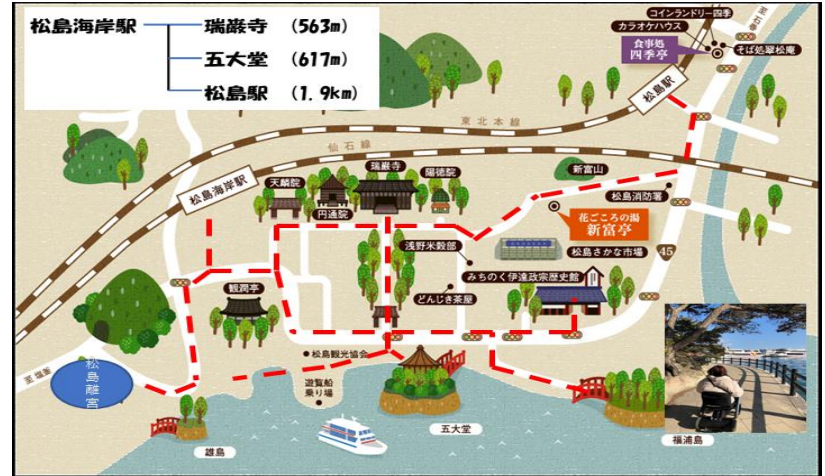 松島海岸駅 瑞巌寺 (563m)
五大堂 (617m)
松島駅 (1.9km)
コインランドリー四季
カラオケハウス
食事処
四季亭
そば処翠松庵
至石巻
松島駅
東北本線
仙石線
松島海岸駅
天麟院
円通院
瑞巌寺
陽徳院
新富山
松島消防署
花ごころの湯
新富亭
浅野米穀部
松島さかな市場
45
みちのく伊達政宗歴史館
どんじき茶屋
観瀾亭
松島観光協会
至塩釜
松島離宮
遊覧船
乗り場
雄島
五大堂
福浦島